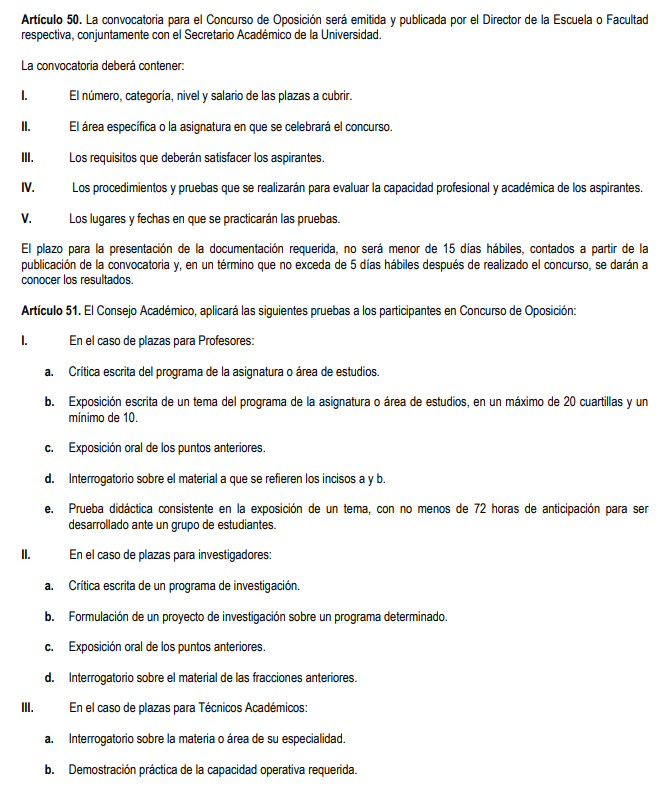 Artículo 50. La convocatoria para el Concurso de Oposición será emitida y publicada por el Director de la Escuela o Facultad
respectiva, conjuntamente con el Secretario Académico de la Universidad.
La convocatoria deberá contener:
I. El número, categoría, nivel y salario de las plazas a cubrir.
II. El área específica o la asignatura en que se celebrará el concurso.
III. Los requisitos que deberán satisfacer los aspirantes.
IV. Los procedimientos y pruebas que se realizarán para evaluar la capacidad profesional y académica de los aspirantes.
V. Los lugares y fechas en que se practicarán las pruebas.
El plazo para la presentación de la documentación requerida, no será menor de 15 días hábiles, contados a partir de la
publicación de la convocatoria y, en un término que no exceda de 5 días hábiles después de realizado el concurso, se darán a
conocer los resultados.
Artículo 51. El Consejo Académico, aplicará las siguientes pruebas a los participantes en Concurso de Oposición:
I. En el caso de plazas para Profesores:
a. Crítica escrita del programa de la asignatura o área de estudios.
b. Exposición escrita de un tema del programa de la asignatura o área de estudios, en un máximo de 20 cuartillas y un
mínimo de 10.
c. Exposición oral de los puntos anteriores.
d. Interrogatorio sobre el material a que se refieren los incisos a y b.
e. Prueba didáctica consistente en la exposición de un tema, con no menos de 72 horas de anticipación para ser
desarrollado ante un grupo de estudiantes.
II. En el caso de plazas para investigadores:
a. Crítica escrita de un programa de investigación.
b. Formulación de un proyecto de investigación sobre un programa determinado.
c. Exposición oral de los puntos anteriores.
d. Interrogatorio sobre el material de las fracciones anteriores.
III. En el caso de plazas para Técnicos Académicos:
a. Interrogatorio sobre la materia o área de su especialidad.
b. Demostración práctica de la capacidad operativa requerida.